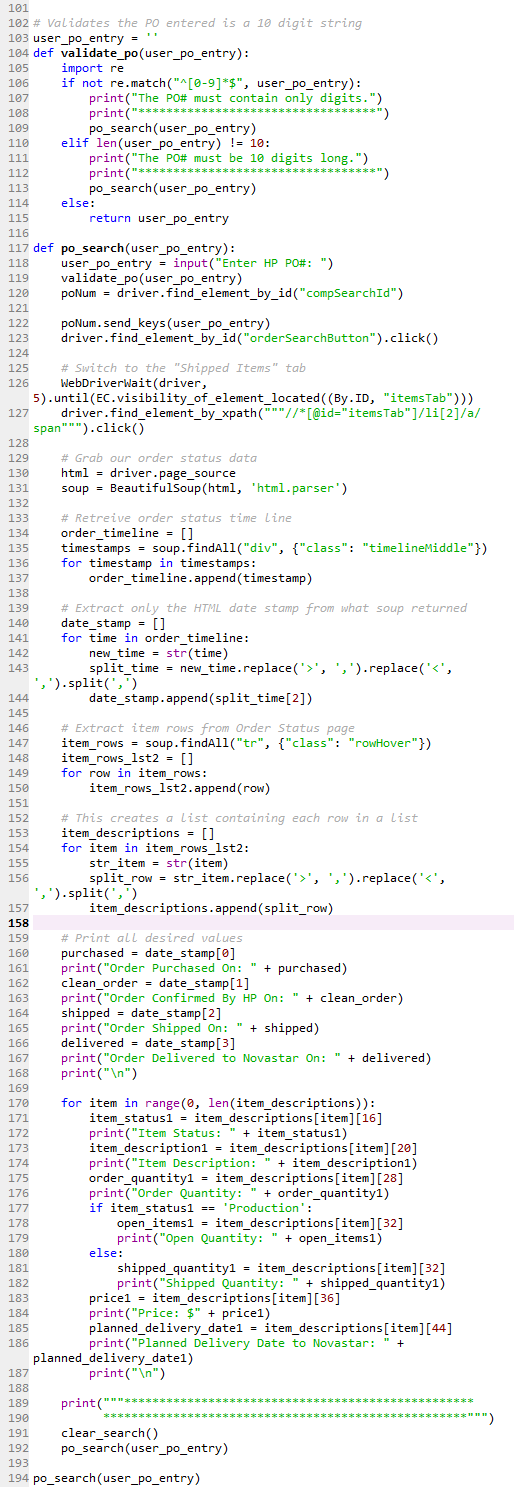 101
102 # Validates the PO entered is a 10 digit string
103 user_po_entry = ''
104 def validate_po(user_po_entry):
105     import re
106     if not re.match("^[0-9]*$", user_po_entry):
107         print("The PO# must contain only digits.")
108         print("**********************************")
109         po_search(user_po_entry)
110     elif len(user_po_entry) != 10:
111         print("The PO# must be 10 digits long.")
112         print("**********************************")
113         po_search(user_po_entry)
114     else:
115         return user_po_entry
116
117 def po_search(user_po_entry):
118     user_po_entry = input("Enter HP PO#: ")
119     validate_po(user_po_entry)
120     poNum = driver.find_element_by_id("compSearchId")
121
122     poNum.send_keys(user_po_entry)
123     driver.find_element_by_id("orderSearchButton").click()
124
125     # Switch to the "Shipped Items" tab
126     WebDriverWait(driver,
5).until(EC.visibility_of_element_located((By.ID, "itemsTab")))
127     driver.find_element_by_xpath("""//*[@id="itemsTab"]/li[2]/a/
span""").click()
128
129     # Grab our order status data
130     html = driver.page_source
131     soup = BeautifulSoup(html, 'html.parser')
132
133     # Retreive order status time line
134     order_timeline = []
135     timestamps = soup.findAll("div", {"class": "timelineMiddle"})
136     for timestamp in timestamps:
137         order_timeline.append(timestamp)
138
139     # Extract only the HTML date stamp from what soup returned
140     date_stamp = []
141     for time in order_timeline:
142         new_time = str(time)
143         split_time = new_time.replace('>', ',').replace('<',
',').split(',')
144         date_stamp.append(split_time[2])
145
146     # Extract item rows from Order Status page
147     item_rows = soup.findAll("tr", {"class": "rowHover"})
148     item_rows_lst2 = []
149     for row in item_rows:
150         item_rows_lst2.append(row)
151
152     # This creates a list containing each row in a list
153     item_descriptions = []
154     for item in item_rows_lst2:
155         str_item = str(item)
156         split_row = str_item.replace('>', ',').replace('<',
',').split(',')
157         item_descriptions.append(split_row)
158
159     # Print all desired values
160     purchased = date_stamp[0]
161     print("Order Purchased On: " + purchased)
162     clean_order = date_stamp[1]
163     print("Order Confirmed By HP On: " + clean_order)
164     shipped = date_stamp[2]
165     print("Order Shipped On: " + shipped)
166     delivered = date_stamp[3]
167     print("Order Delivered to Novastar On: " + delivered)
168     print("\n")
169
170     for item in range(0, len(item_descriptions)):
171         item_status1 = item_descriptions[item][16]
172         print("Item Status: " + item_status1)
173         item_description1 = item_descriptions[item][20]
174         print("Item Description: " + item_description1)
175         order_quantity1 = item_descriptions[item][28]
176         print("Order Quantity: " + order_quantity1)
177         if item_status1 == 'Production':
178             open_items1 = item_descriptions[item][32]
179             print("Open Quantity: " + open_items1)
180         else:
181             shipped_quantity1 = item_descriptions[item][32]
182             print("Shipped Quantity: " + shipped_quantity1)
183         price1 = item_descriptions[item][36]
184         print("Price: $" + price1)
185         planned_delivery_date1 = item_descriptions[item][44]
186         print("Planned Delivery Date to Novastar: " +
planned_delivery_date1)
187         print("\n")
188
189     print("""**************************************************
190           ****************************************************""")
191     clear_search()
192     po_search(user_po_entry)
193
194 po_search(user_po_entry)